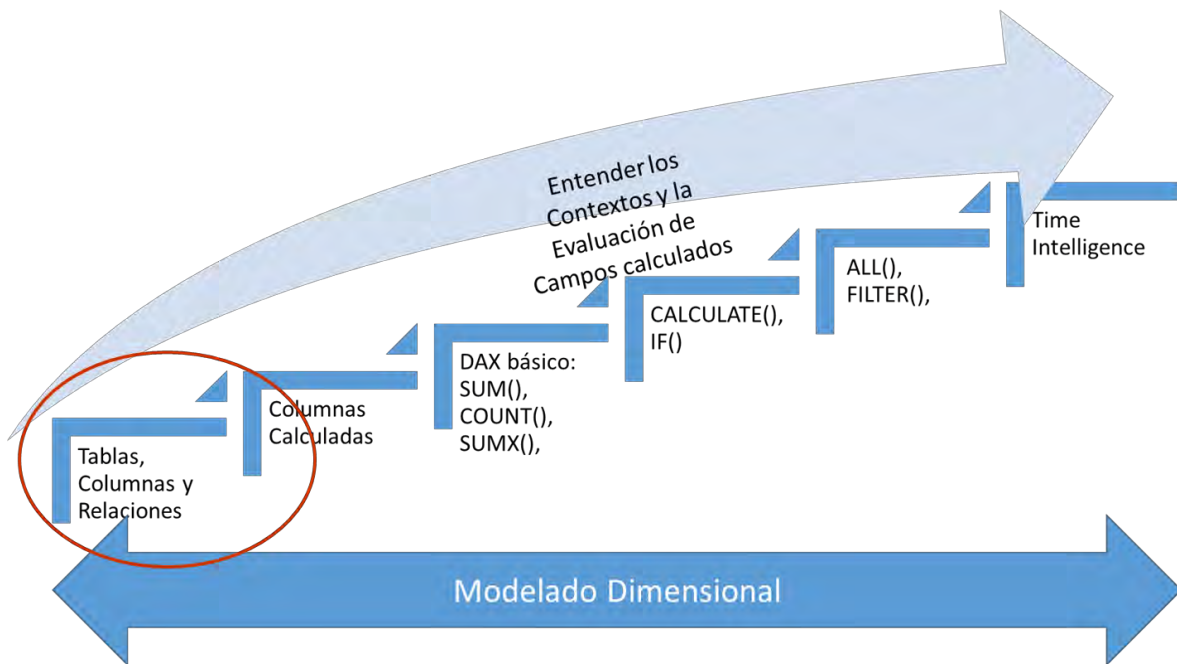 Entender los
Contextos y la
Evaluación de
Campos calculados
Tablas,
Columnas y
Relaciones
Columnas
Calculadas
DAX básico:
SUM(),
COUNT(),
SUMX(),
CALCULATE(),
IF()
ALL(),
FILTER(),
Time
Intelligence
Modelado Dimensional